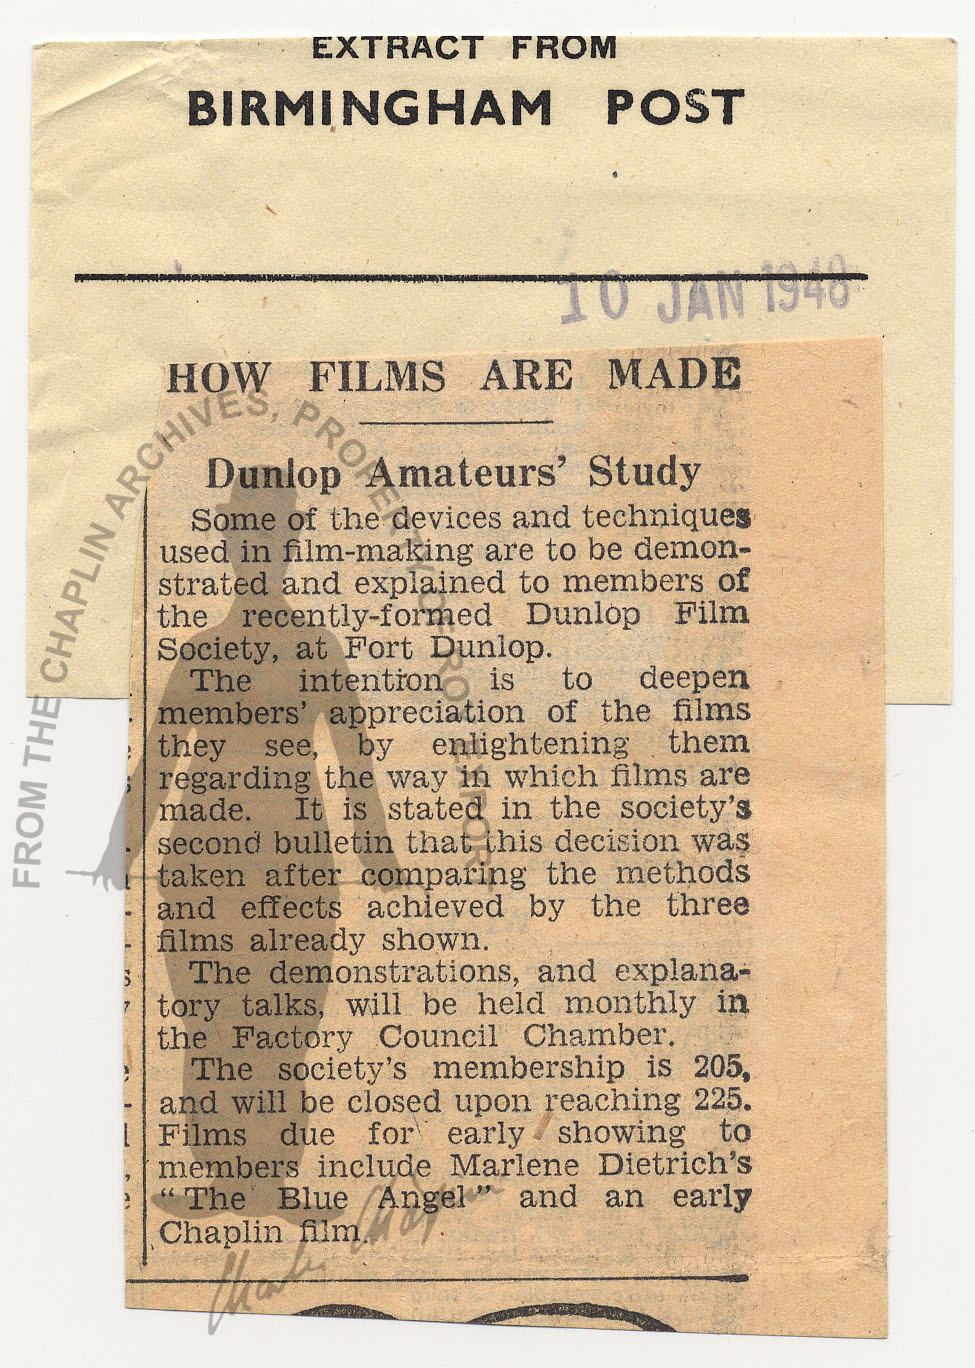 EXTRACT FROM
BIRMINGHAM POST
10 JAN 1948
HOW FILMS ARE MADE
Dunlop Amateurs' Study
Some of the devices and techniques
used in film-making are to be demon-
strated and explained to members of
the recently-formed Dunlop Film
Society, at Fort Dunlop.
The intention is to deepen
members' appreciation of the films
they see, by enlightening them
regarding the way in which films are
made. It is stated in the society's
second bulletin that this decision was
taken after comparing the methods
and effects achieved by the three
films already shown.
The demonstrations, and explana-
tory talks, will be held monthly in
the Factory Council Chamber.
The society's membership is 205,
and will be closed upon reaching 225.
Films due for early showing to
members include Marlene Dietrich's
"The Blue Angel" and an early
Chaplin film.
FROM THE CHAPLIN ARCHIVES, PROPERTY OF ROY EXPORT
Charlie Chaplin